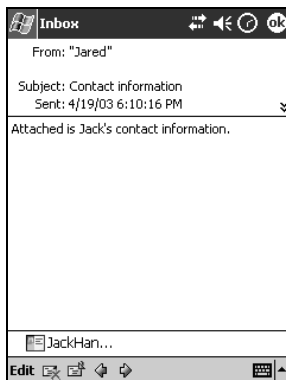 Inbox ok
From: "Jared"
Subject: Contact information
Sent: 4/19/03 6:10:16 PM
Attached is Jack's contact information.
JackHan...
Edit